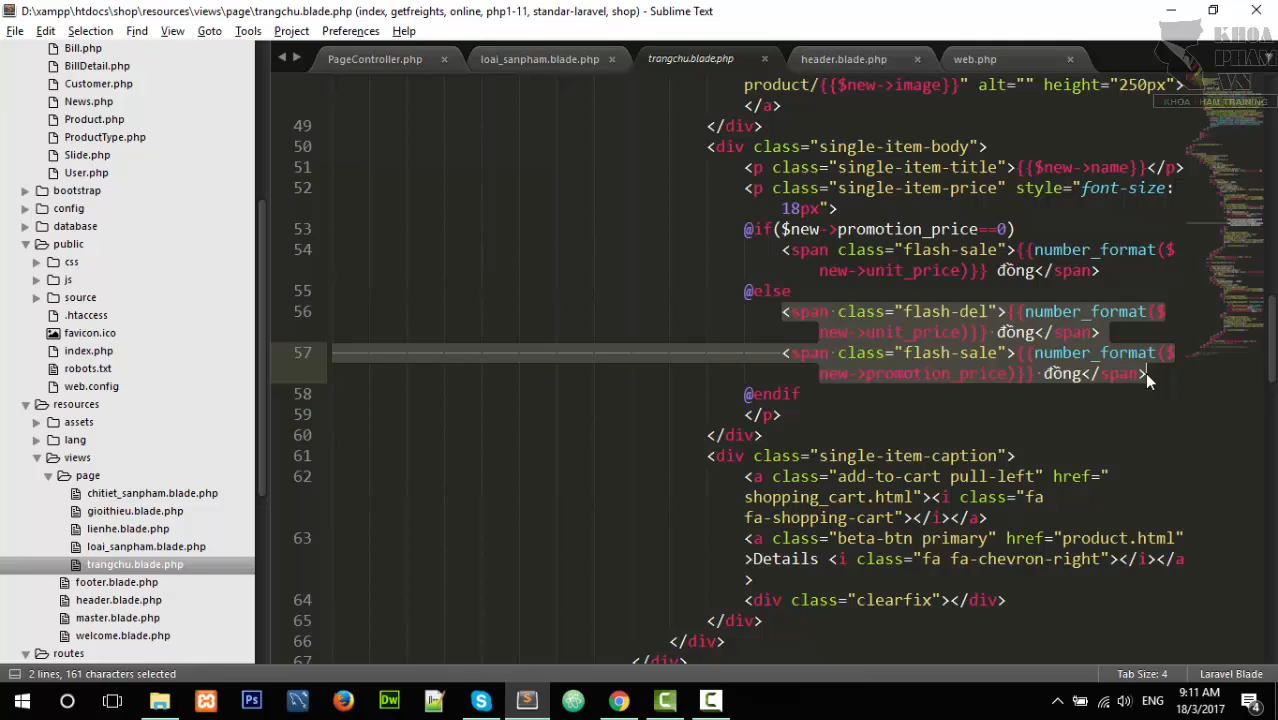 D:\xampp\htdocs\shop\resources\views\page\trangchu.blade.php (index, getfreights, online, php1-11, standar-laravel, shop) - Sublime Text
File Edit Selection Find View Goto Tools Project Preferences Help
KHOA
PHAM
KHOA PHAM TRAINING
PageController.php loai_sanpham.blade.php trangchu.blade.php header.blade.php web.php
Bill.php
BillDetail.php
Customer.php
News.php
Product.php
ProductType.php
Slide.php
User.php
bootstrap
config
database
public
css
js
source
.htaccess
favicon.ico
index.php
robots.txt
web.config
resources
assets
lang
views
page
chitiet_sanpham.blade.php
gioithieu.blade.php
lienhe.blade.php
loai_sanpham.blade.php
trangchu.blade.php
footer.blade.php
header.blade.php
master.blade.php
welcome.blade.php
routes
product/{{$new->image}}" alt="" height="250px">
</a>
49 </div>
50 <div class="single-item-body">
51 <p class="single-item-title">{{$new->name}}</p>
52 <p class="single-item-price" style="font-size:
18px">
53 @if($new->promotion_price==0)
54 <span class="flash-sale">{{number_format($
new->unit_price)}} đồng</span>
55 @else
56 <span class="flash-del">{{number_format($
new->unit_price)}} đồng</span>
57 <span class="flash-sale">{{number_format($
new->promotion_price)}} đồng</span>
58 @endif
59 </p>
60 </div>
61 <div class="single-item-caption">
62 <a class="add-to-cart pull-left" href="
shopping_cart.html"><i class="fa
fa-shopping-cart"></i></a>
63 <a class="beta-btn primary" href="product.html"
>Details <i class="fa fa-chevron-right"></i></a
>
64 <div class="clearfix"></div>
65 </div>
66 </div>
67 </div>
2 lines, 161 characters selected Tab Size: 4 Laravel Blade
Ps Dw ENG 9:11 AM
18/3/2017 4